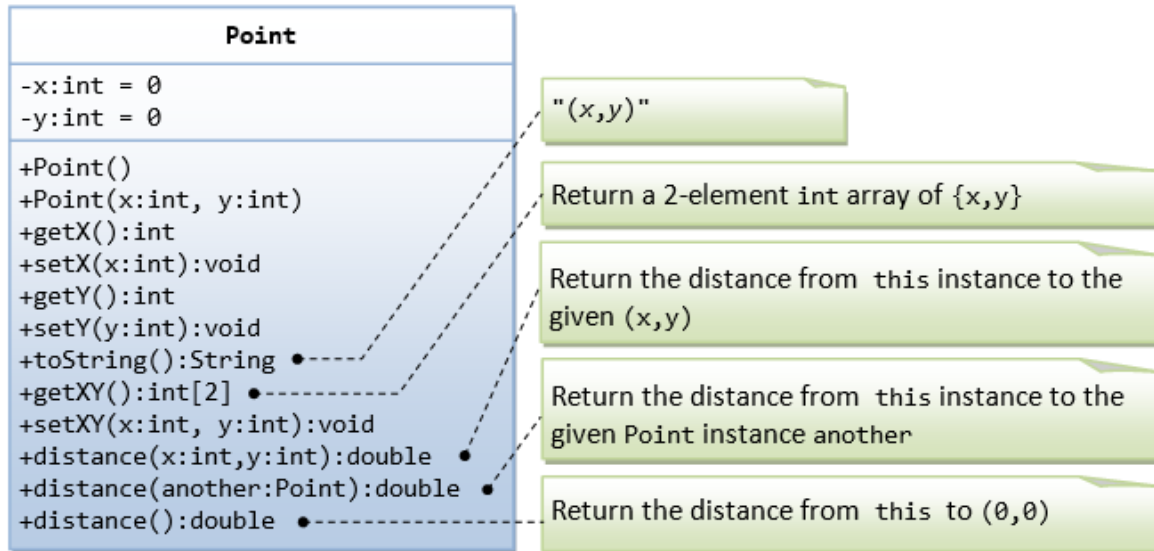 Point
-x:int = 0
-y:int = 0
+Point()
+Point(x:int, y:int)
+getX():int
+setX(x:int):void
+getY():int
+setY(y:int):void
+toString():String
+getXY():int[2]
+setXY(x:int, y:int):void
+distance(x:int,y:int):double
+distance(another:Point):double
+distance():double
"(x,y)"
Return a 2-element int array of {x,y}
Return the distance from this instance to the
given (x,y)
Return the distance from this instance to the
given Point instance another
Return the distance from this to (0,0)